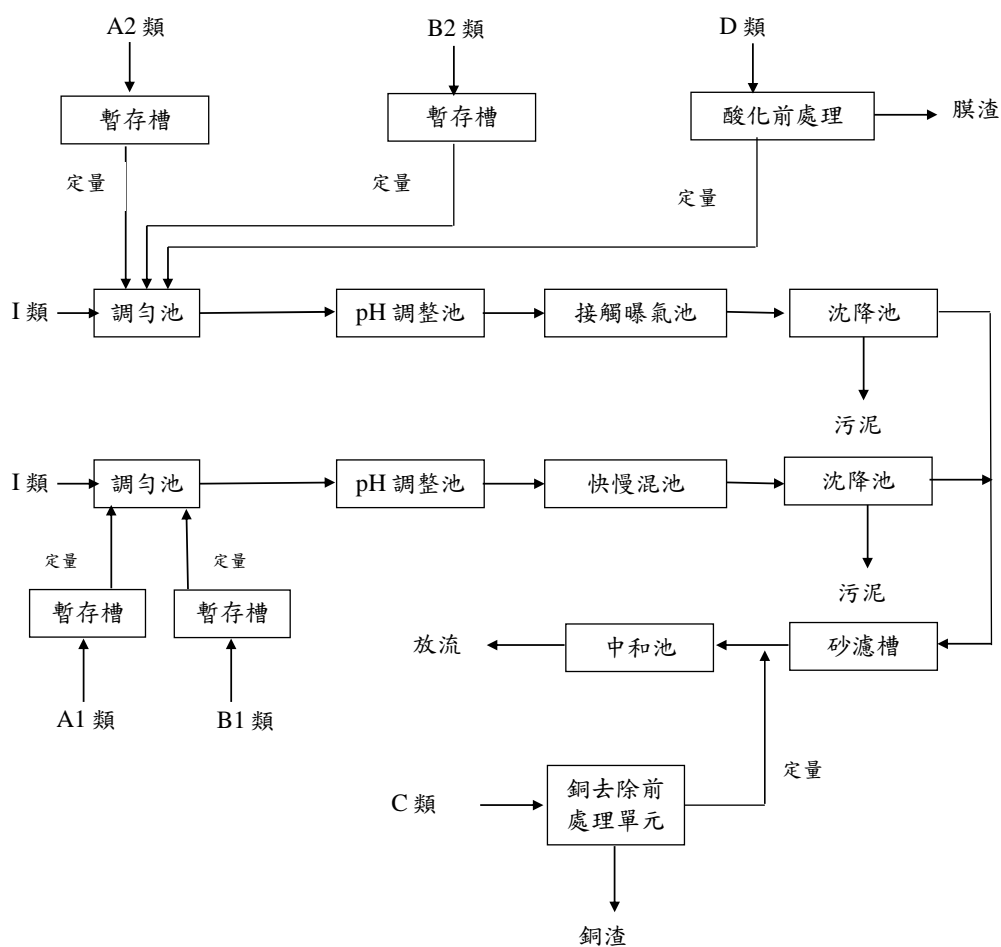 A2 類
B2 類
D 類
暫存槽
暫存槽
酸化前處理
膜渣
定量
定量
定量
I 類
調勻池
pH 調整池
接觸曝氣池
沈降池
污泥
I 類
調勻池
pH 調整池
快慢混池
沈降池
定量
定量
污泥
暫存槽
暫存槽
放流
中和池
砂濾槽
A1 類
B1 類
定量
C 類
銅去除前
處理單元
銅渣